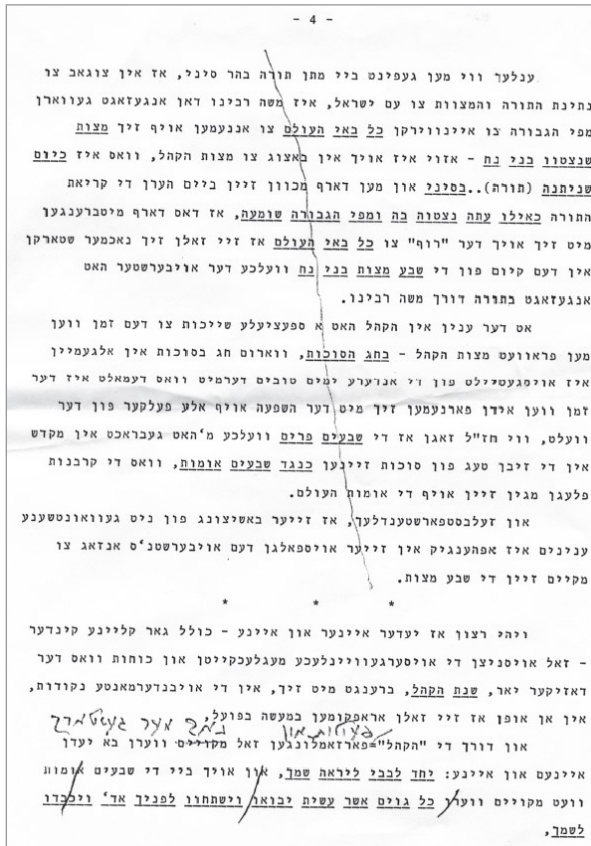 - 4 -
ענלער ווי מען געפינט ביי מתן תורה בהר סיני, אז אין צוגאב צו
נתינת התורה והמצוות צו עם ישראל, איז משה רבינו דאן אנגעזאגט געווארן
מפי הגבורה צו איינווירקן כל באי העולם צו אננעמען אויף זיך מצות
שנצטוו בני נח - אזוי איז אויך אין באצוג צו מצות הקהל, וואס איז כיום
שניתנה (תורה)..בסיני און מען דארף מכוון זיין ביים הערן די קריאת
התורה כאילו עתה נצטוה בה ומפי הגבורה שומעה, אז דאס דארף מיטברענגען
מיט זיך אויך דער "רוף" צו כל באי העולם אז זיי זאלן זיך נאכמער שטארקן
אין דעם קיום פון די שבע מצות בני נח וועלכע דער אויבערשטער האט
אנגעזאגט בתורה דורך משה רבינו.
אט דער ענין אין הקהל האט א ספעציעלע שייכות צו דעם זמן ווען
מען פראוועט מצות הקהל - בחג הסוכות, ווארום חג בסוכות אין אלגעמיין
איז אויסגעטיילט פון די אנדערע ימים טובים דערמיט וואס דעמאלט איז דער
זמן ווען אידן פארנעמען זיך מיט דער השפעה אויף אלע פעלקער פון דער
וועלט, ווי חז"ל זאגן אז די שבעים פרים וועלכע מ'האט געבראכט אין מקדש
אין די זיבן טעג פון סוכות זיינען כנגד שבעים אומות, וואס די קרבנות
פלעגן מגין זיין אויף די אומות העולם.
און זעלבסטפארשטענדלעך, אז זייער באשיצונג פון ניט געוואונטשענע
ענינים איז אפהענגיק אין זייער אויספאלגן דעם אויבערשטנ'ס אנזאג צו
מקיים זיין די שבע מצות.
* * *
ויהי רצון אז יעדער איינער און איינע - כולל גאר קליינע קינדער
- זאל אויסניצן די אויסערגעוויינלעכע מעגלעכקייטן און כוחות וואס דער
דאזיקער יאר, שנת הקהל, ברענגט מיט זיך, אין די אויבנדערמאנטע נקודות,
אין אן אופן אז זיי זאלן אראפקומען במעשה בפועל,
פעולות און נאך מער געשטארקט
און דורך די "הקהל"=פארזאמלונגען זאל מקויים ווערן בא יעדן
איינעם און איינע: יחד לבבי ליראה שמך, און אויך ביי די שבעים אומות
וועט מקויים ווערן כל גוים אשר עשית יבואו וישתחוו לפניך אד' ויכבדו
לשמך,